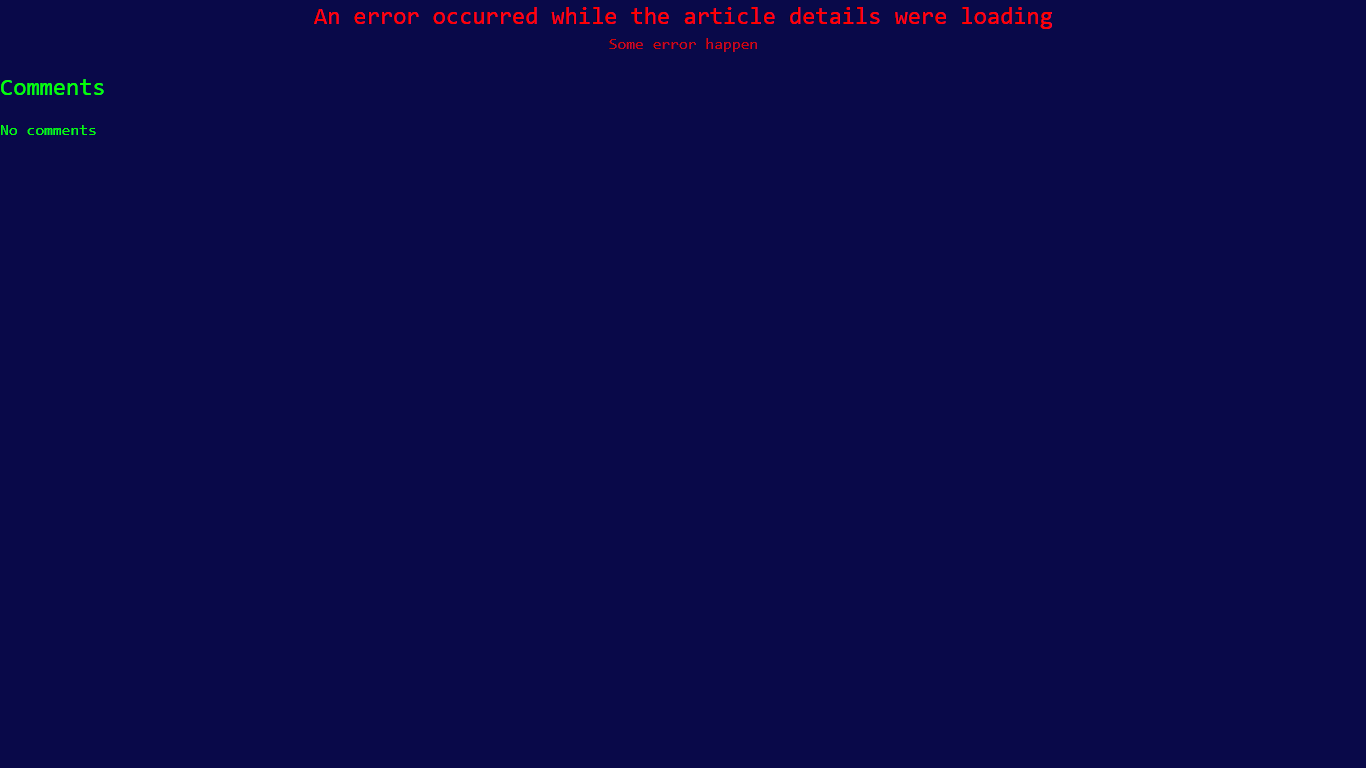 An error occurred while the article details were loading
Some error happen
Comments
No comments